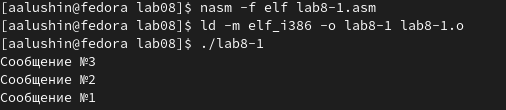 [aalushin@fedora lab08]$ nasm -f elf lab8-1.asm
[aalushin@fedora lab08]$ ld -m elf_i386 -o lab8-1 lab8-1.o
[aalushin@fedora lab08]$ ./lab8-1
Сообщение №3
Сообщение №2
Сообщение №1